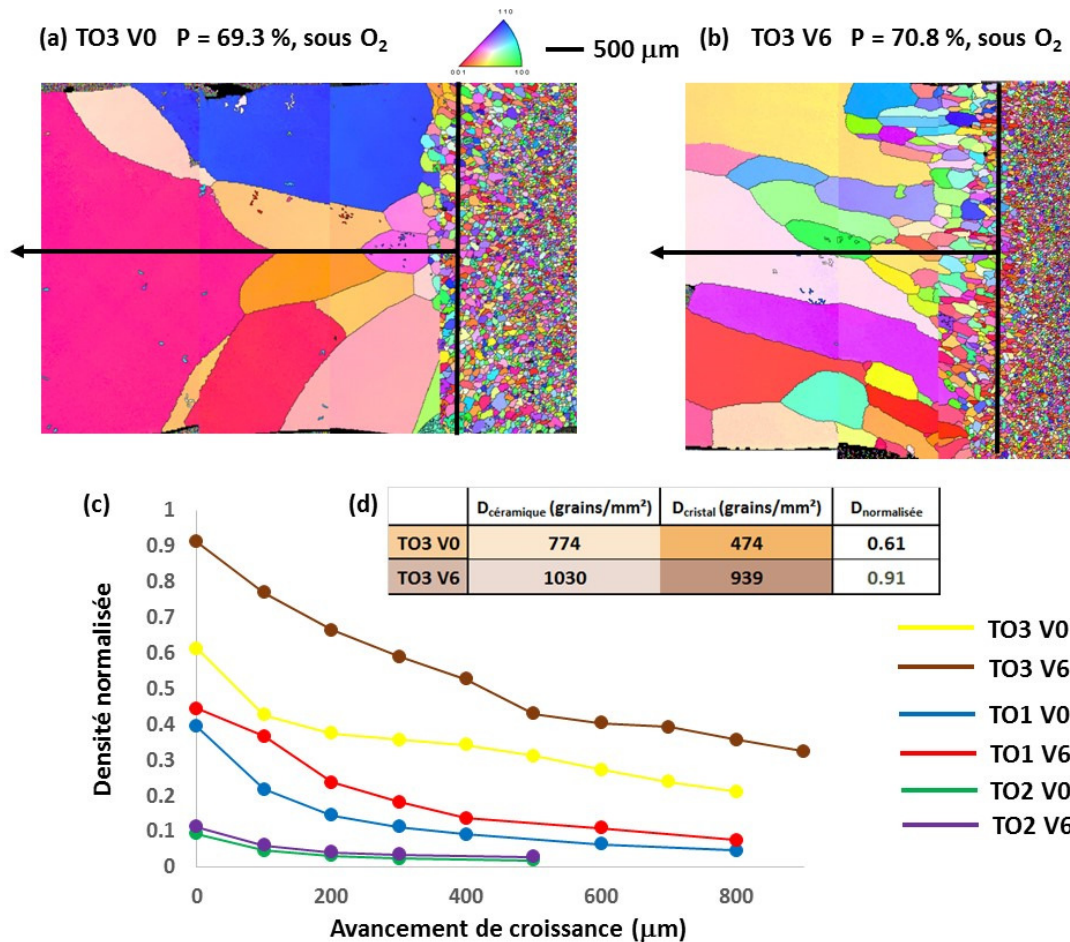 (a) TO3 V0 P = 69.3 %, sous O₂
110
001
100
500 µm
(b) TO3 V6 P = 70.8 %, sous O₂
(c)
(d)
D_céramique (grains/mm²) D_cristal (grains/mm²) D_normalisée
TO3 V0 774 474 0.61
TO3 V6 1030 939 0.91
Densité normalisée
1
0.9
0.8
0.7
0.6
0.5
0.4
0.3
0.2
0.1
0
0 200 400 600 800
Avancement de croissance (µm)
TO3 V0
TO3 V6
TO1 V0
TO1 V6
TO2 V0
TO2 V6